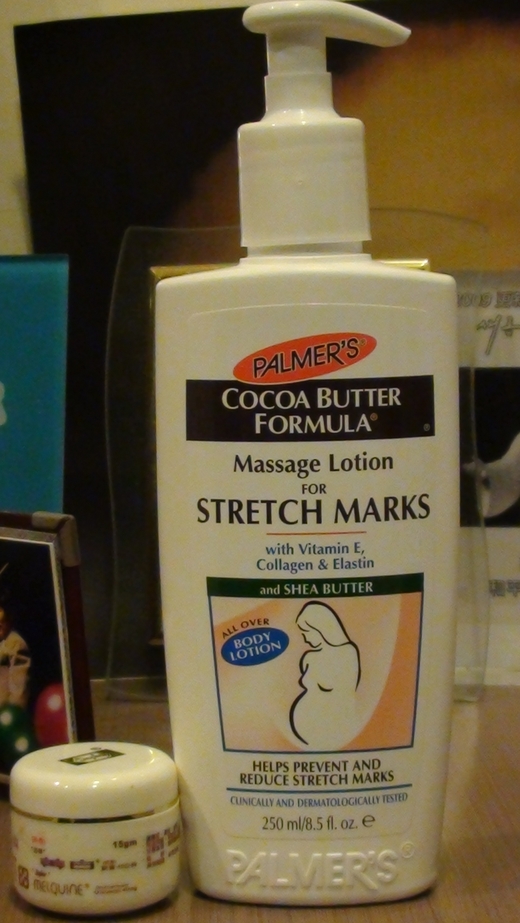 PALMER'S®
COCOA BUTTER
FORMULA®
®
Massage Lotion
FOR
STRETCH MARKS
with Vitamin E,
Collagen & Elastin
and SHEA BUTTER
ALL OVER
BODY
LOTION
HELPS PREVENT AND
REDUCE STRETCH MARKS
CLINICALLY AND DERMATOLOGICALLY TESTED
250 ml/8.5 fl. oz. ℮
PALMER'S®
15gm
MELQUINE®